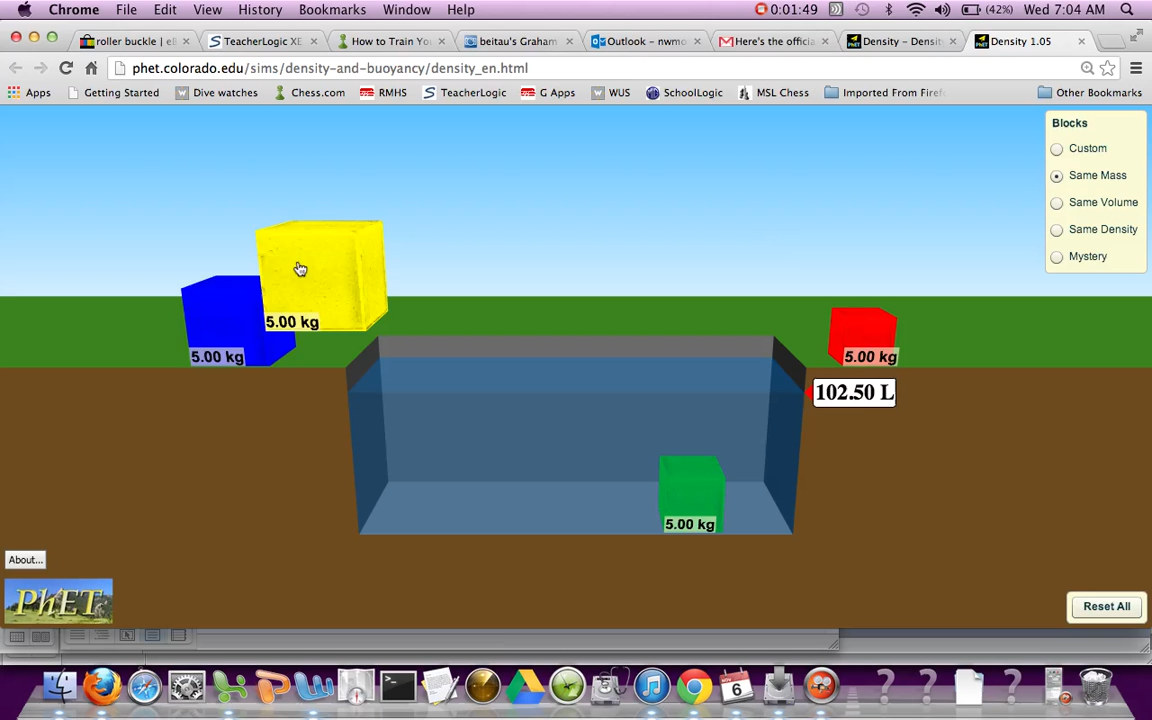 Chrome File Edit View History Bookmarks Window Help 0:01:49 (42%) Wed 7:04 AM
roller buckle | eB TeacherLogic XE How to Train You beitau's Graham Outlook – nwmo Here's the officia Density – Densit Density 1.05
phet.colorado.edu/sims/density-and-buoyancy/density_en.html
Apps Getting Started Dive watches Chess.com RMHS TeacherLogic G Apps WUS SchoolLogic MSL Chess Imported From Firef Other Bookmarks
Blocks
Custom
Same Mass
Same Volume
Same Density
Mystery
5.00 kg
5.00 kg
5.00 kg
102.50 L
5.00 kg
About...
PhET
Reset All
6